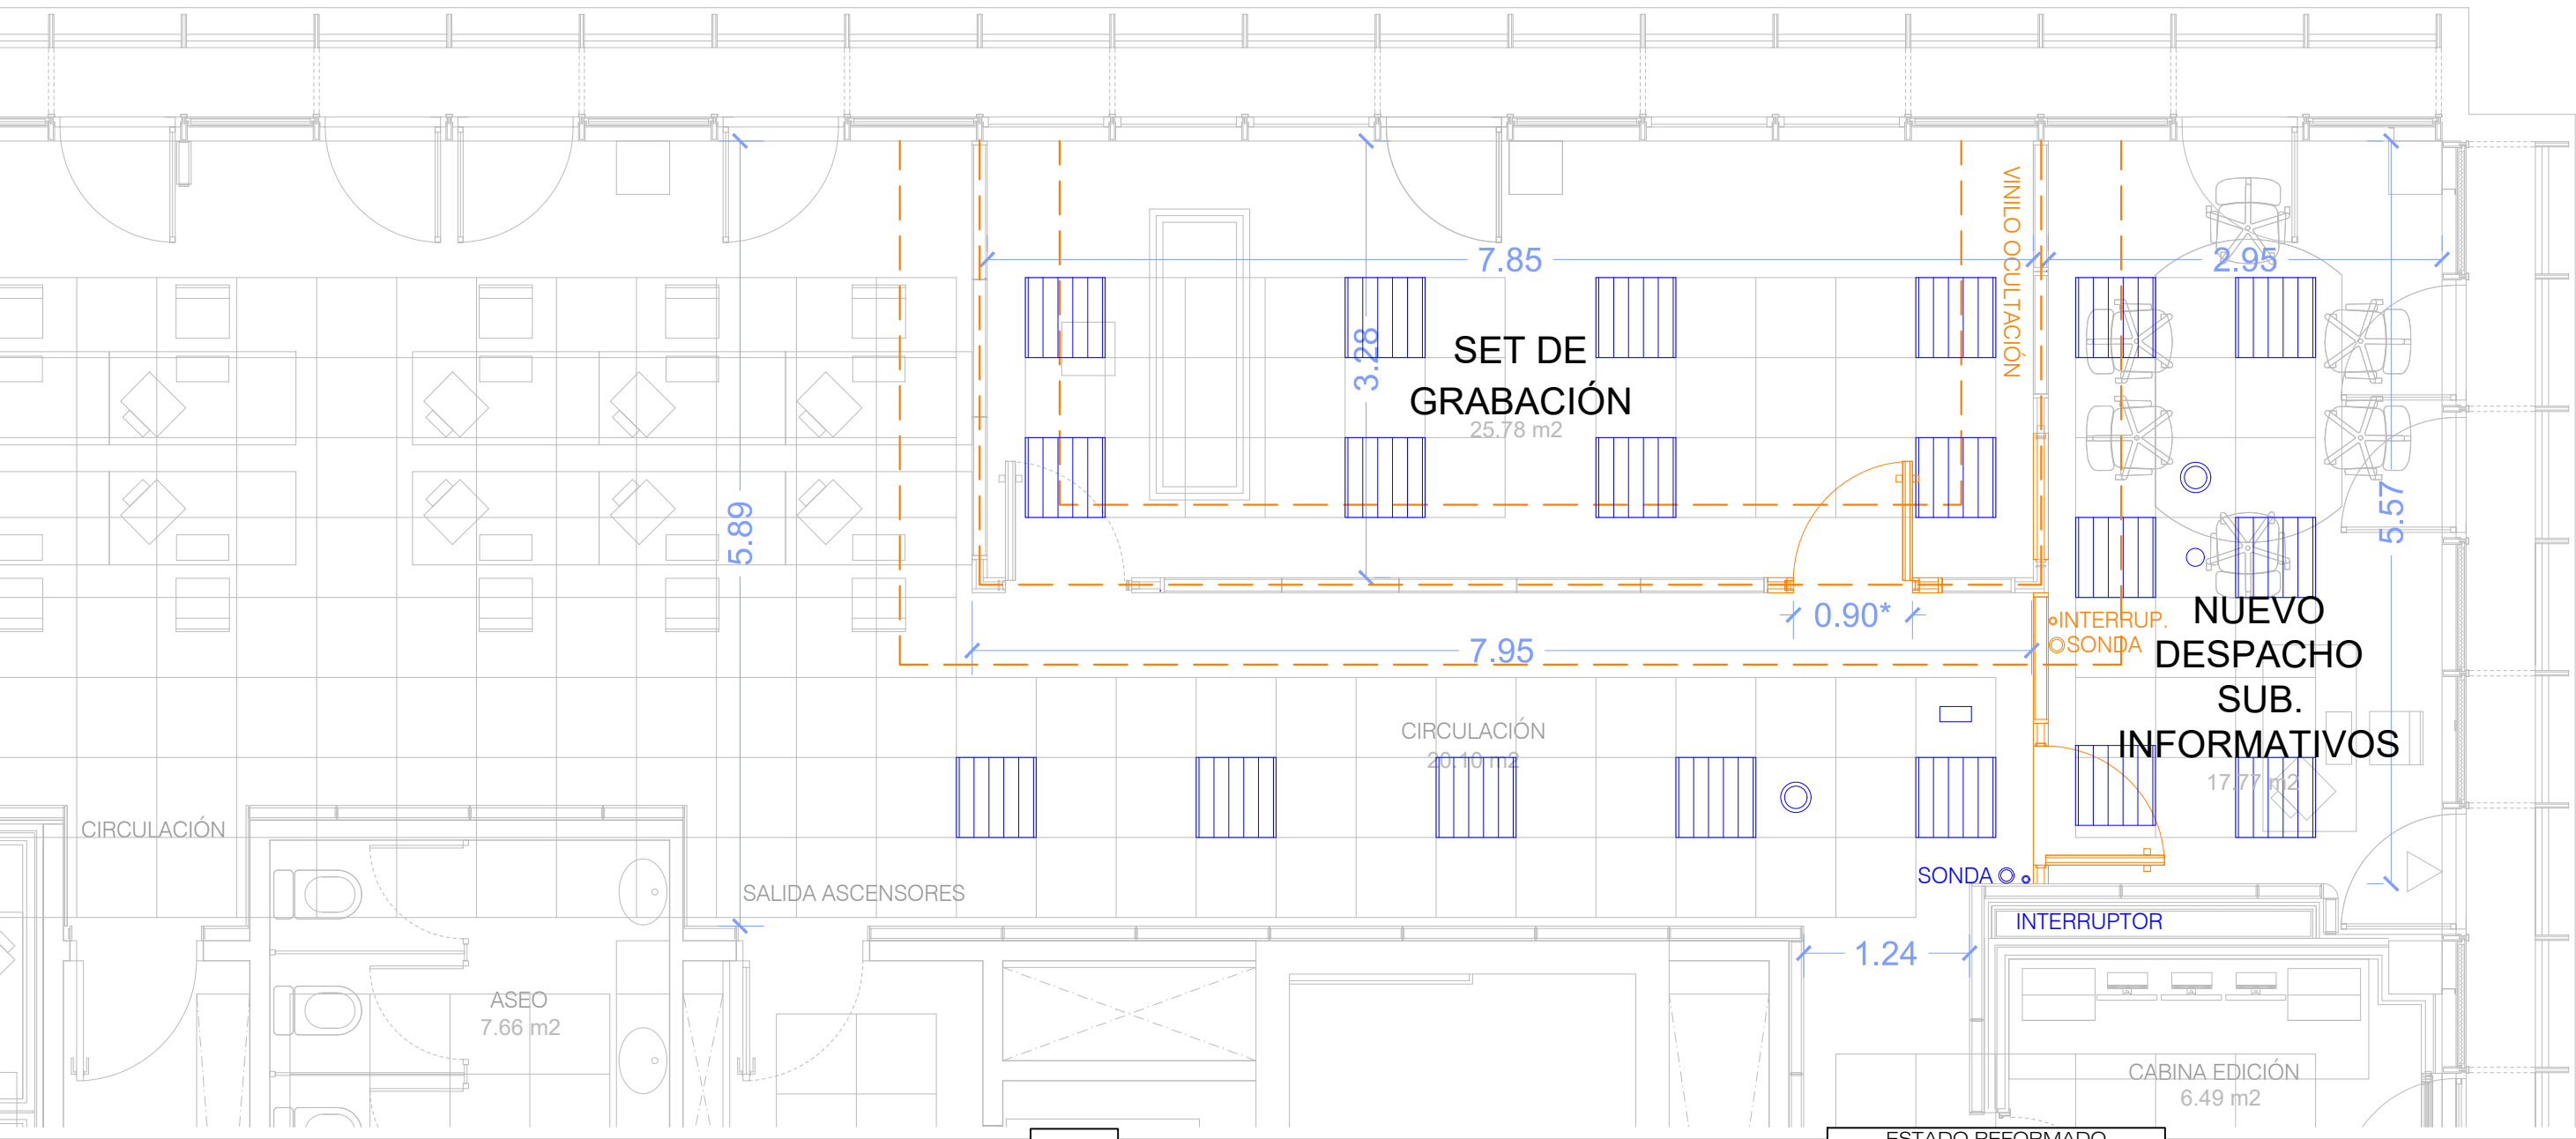 VINILO OCULTACIÓN
7.85
2.95
3.28
SET DE
GRABACIÓN
25.78 m2
5.89
5.57
0.90*
7.95
INTERRUP.
SONDA
NUEVO
DESPACHO
SUB.
INFORMATIVOS
17.77 m2
CIRCULACIÓN
20.10 m2
CIRCULACIÓN
SALIDA ASCENSORES
SONDA
INTERRUPTOR
1.24
ASEO
7.66 m2
CABINA EDICIÓN
6.49 m2
ESTADO REFORMADO